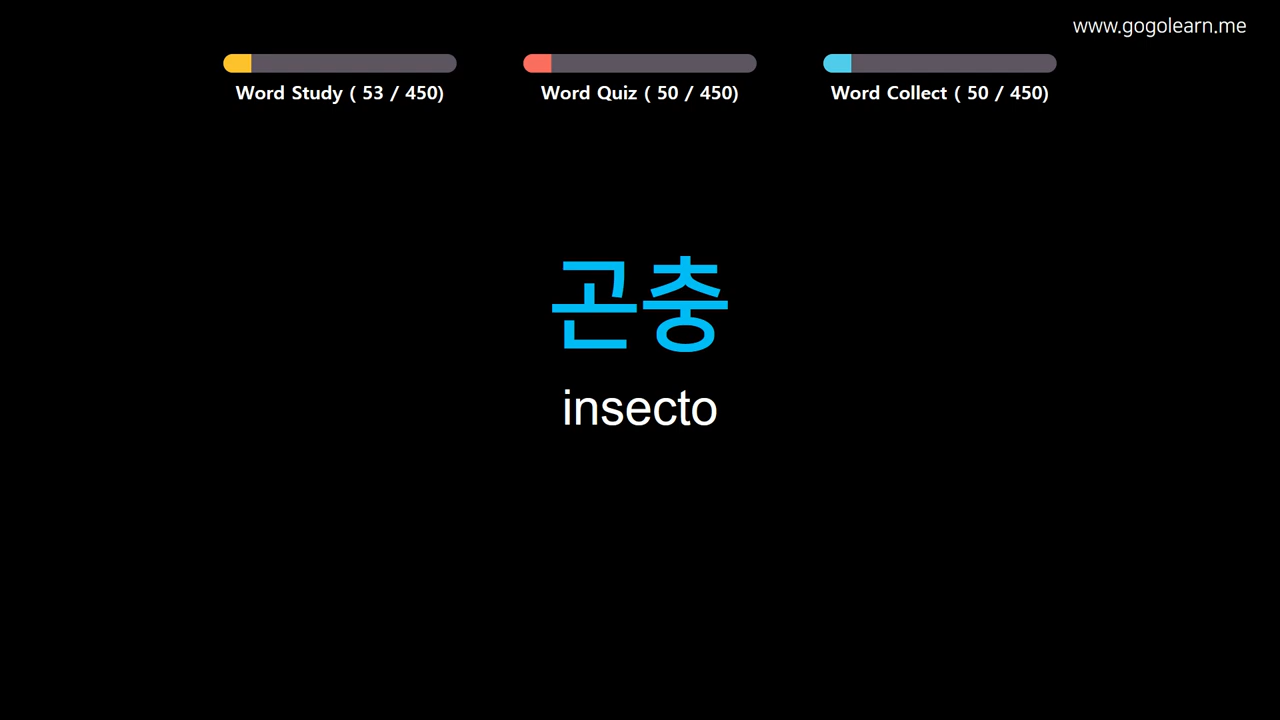 www.gogolearn.me
Word Study ( 53 / 450)
Word Quiz ( 50 / 450)
Word Collect ( 50 / 450)
곤충
insecto